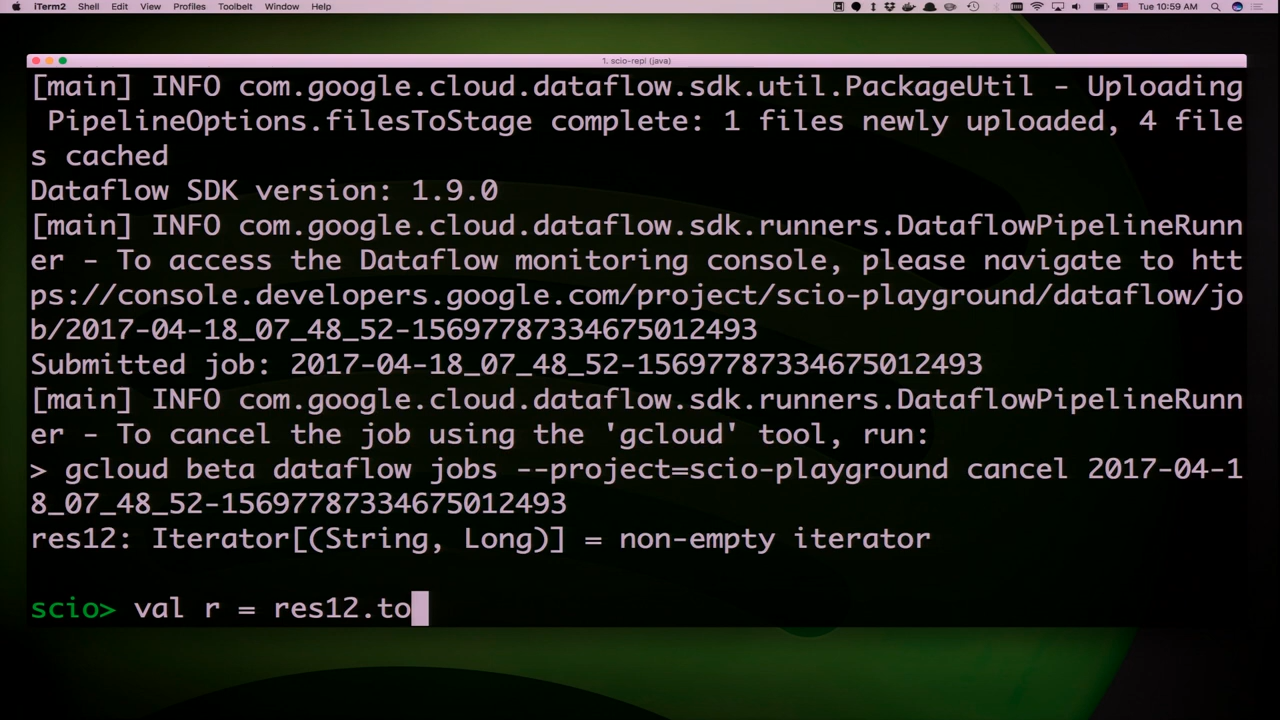 iTerm2 Shell Edit View Profiles Toolbelt Window Help Tue 10:59 AM
1. scio-repl (java)
[main] INFO com.google.cloud.dataflow.sdk.util.PackageUtil - Uploading
PipelineOptions.filesToStage complete: 1 files newly uploaded, 4 file
s cached
Dataflow SDK version: 1.9.0
[main] INFO com.google.cloud.dataflow.sdk.runners.DataflowPipelineRunn
er - To access the Dataflow monitoring console, please navigate to htt
ps://console.developers.google.com/project/scio-playground/dataflow/jo
b/2017-04-18_07_48_52-15697787334675012493
Submitted job: 2017-04-18_07_48_52-15697787334675012493
[main] INFO com.google.cloud.dataflow.sdk.runners.DataflowPipelineRunn
er - To cancel the job using the 'gcloud' tool, run:
> gcloud beta dataflow jobs --project=scio-playground cancel 2017-04-1
8_07_48_52-15697787334675012493
res12: Iterator[(String, Long)] = non-empty iterator
scio> val r = res12.to